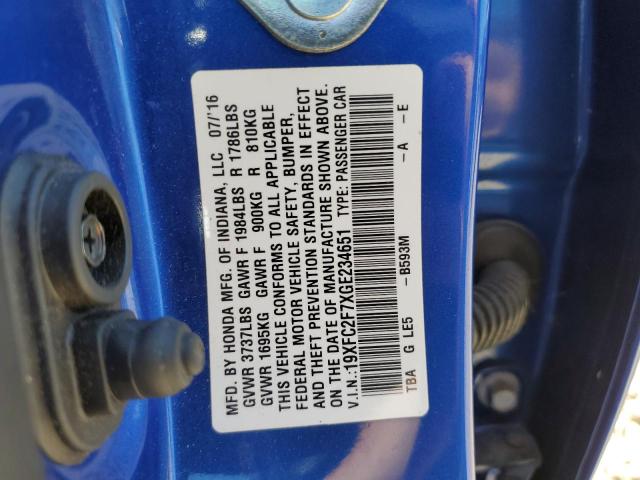 MFD. BY HONDA MFG. OF INDIANA, LLC 07/'16
GVWR 3737LBS GAWR F 1984LBS R 1786LBS
GVWR 1695KG GAWR F 900KG R 810KG
THIS VEHICLE CONFORMS TO ALL APPLICABLE
FEDERAL MOTOR VEHICLE SAFETY, BUMPER,
AND THEFT PREVENTION STANDARDS IN EFFECT
ON THE DATE OF MANUFACTURE SHOWN ABOVE.
V.I.N.:19XFC2F7XGE234651 TYPE: PASSENGER CAR
TBA G LE5 - B593M - A - E